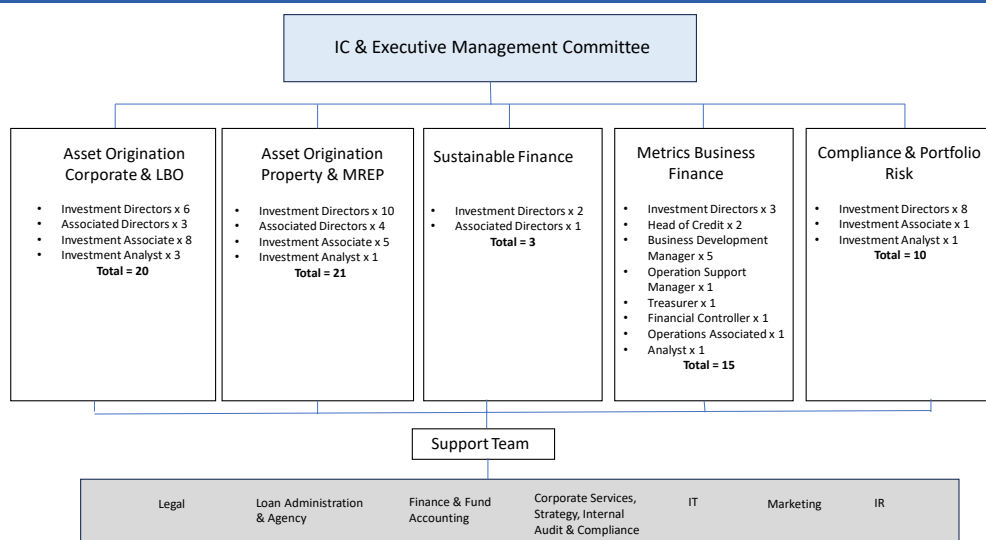 IC & Executive Management Committee
Asset Origination
Corporate & LBO
• Investment Directors x 6
• Associated Directors x 3
• Investment Associate x 8
• Investment Analyst x 3
Total = 20
Asset Origination
Property & MREP
• Investment Directors x 10
• Associated Directors x 4
• Investment Associate x 5
• Investment Analyst x 1
Total = 21
Sustainable Finance
• Investment Directors x 2
• Associated Directors x 1
Total = 3
Metrics Business
Finance
• Investment Directors x 3
• Head of Credit x 2
• Business Development
Manager x 5
• Operation Support
Manager x 1
• Treasurer x 1
• Financial Controller x 1
• Operations Associated x 1
• Analyst x 1
Total = 15
Compliance & Portfolio
Risk
• Investment Directors x 8
• Investment Associate x 1
• Investment Analyst x 1
Total = 10
Support Team
Legal
Loan Administration
& Agency
Finance & Fund
Accounting
Corporate Services,
Strategy, Internal
Audit & Compliance
IT
Marketing
IR